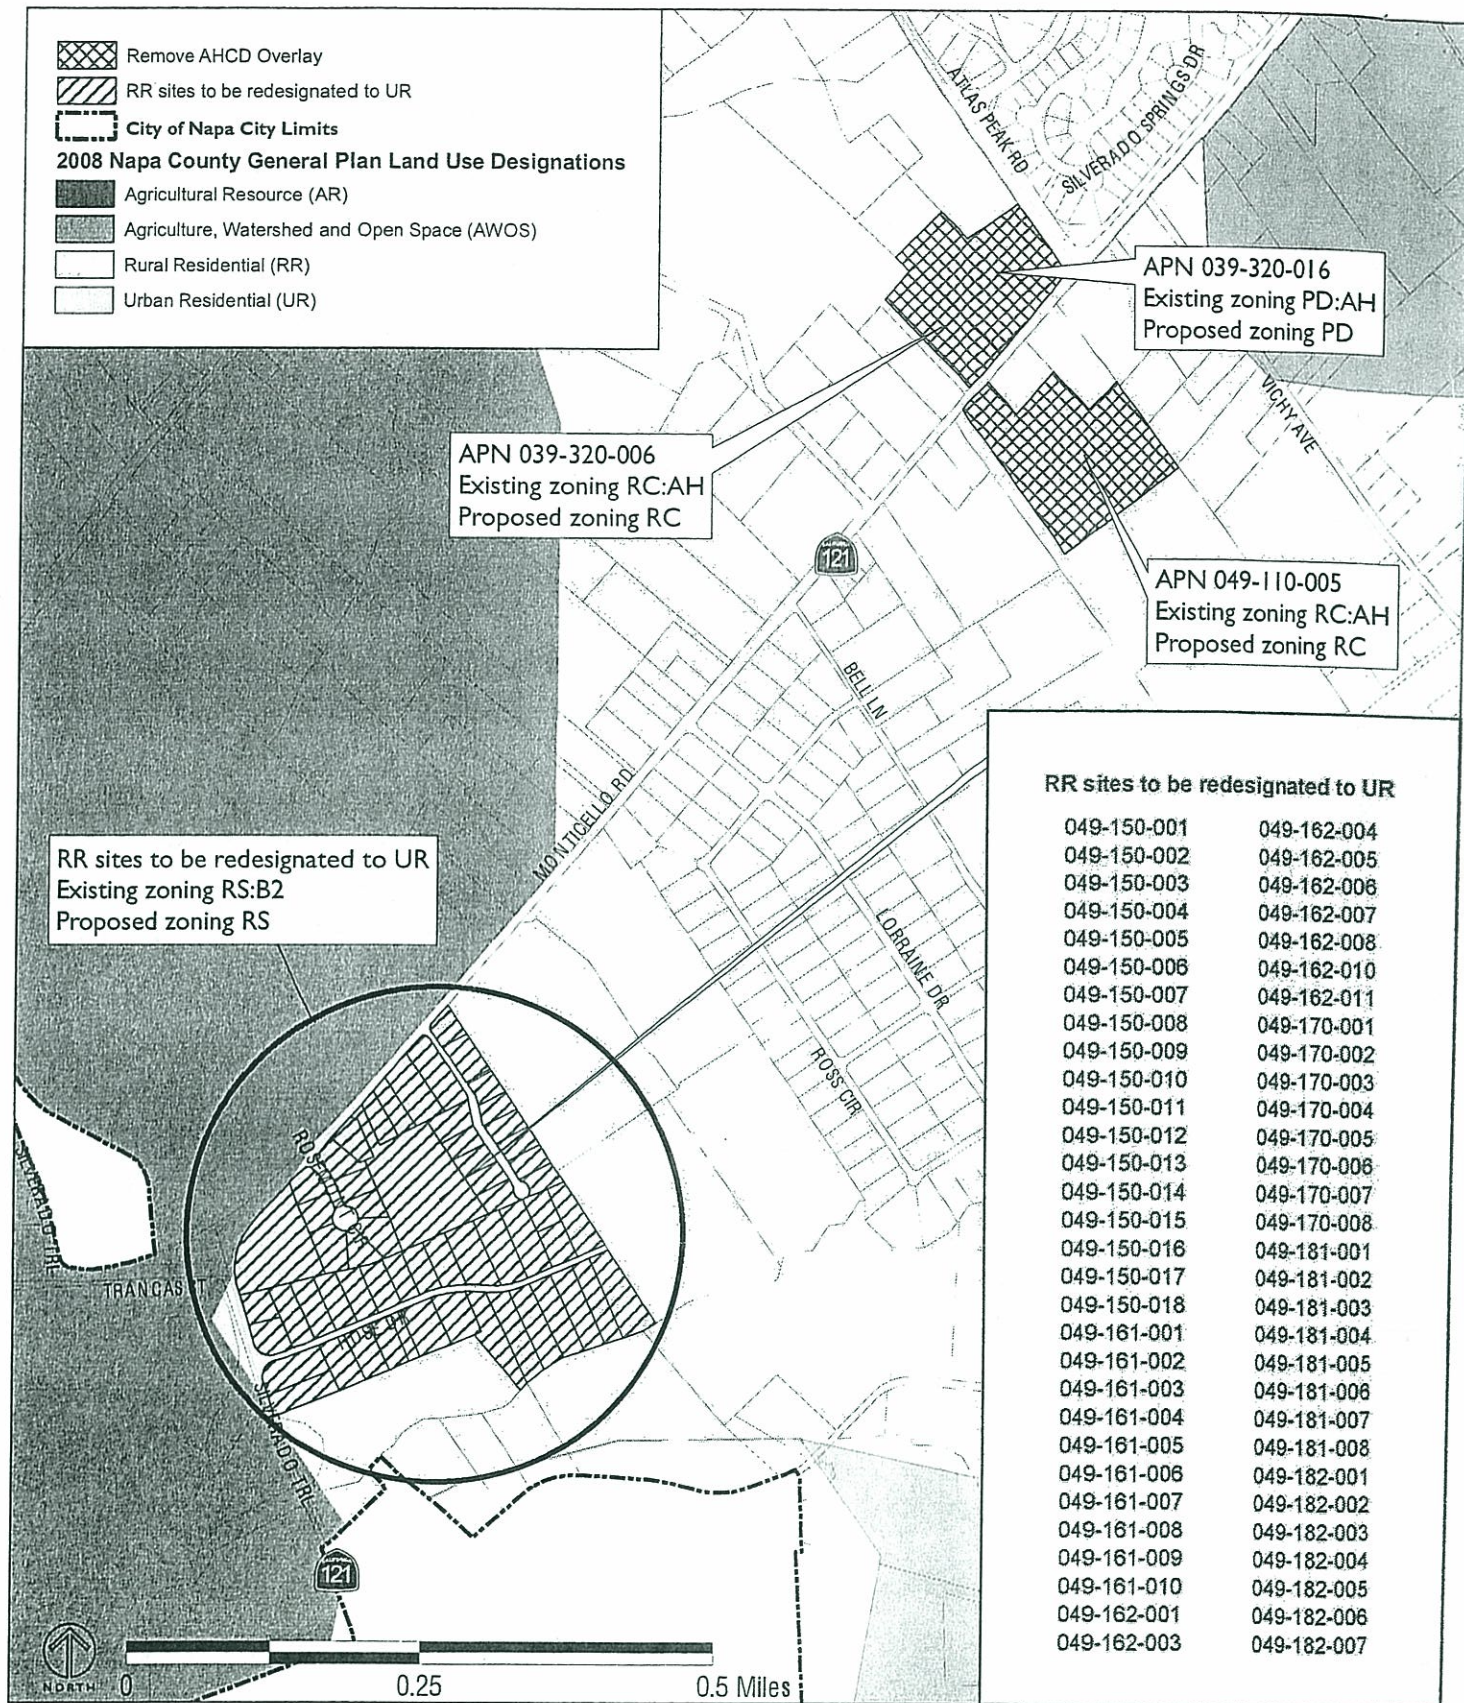 Remove AHCD Overlay
RR sites to be redesignated to UR
City of Napa City Limits
2008 Napa County General Plan Land Use Designations
Agricultural Resource (AR)
Agriculture, Watershed and Open Space (AWOS)
Rural Residential (RR)
Urban Residential (UR)
ATLAS PEAK RD
SILVERADO SPRINGS DR
APN 039-320-016
Existing zoning PD:AH
Proposed zoning PD
VICHY AVE
APN 039-320-006
Existing zoning RC:AH
Proposed zoning RC
121
APN 049-110-005
Existing zoning RC:AH
Proposed zoning RC
BELL LN
MONTICELLO RD
RR sites to be redesignated to UR
Existing zoning RS:B2
Proposed zoning RS
LORRAINE DR
ROSS CIR
SILVERADO TRL
TRANCAS ST
SILVERADO TRL
121
NORTH
0 0.25 0.5 Miles
RR sites to be redesignated to UR
049-150-001 049-162-004
049-150-002 049-162-005
049-150-003 049-162-006
049-150-004 049-162-007
049-150-005 049-162-008
049-150-006 049-162-010
049-150-007 049-162-011
049-150-008 049-170-001
049-150-009 049-170-002
049-150-010 049-170-003
049-150-011 049-170-004
049-150-012 049-170-005
049-150-013 049-170-006
049-150-014 049-170-007
049-150-015 049-170-008
049-150-016 049-181-001
049-150-017 049-181-002
049-150-018 049-181-003
049-161-001 049-181-004
049-161-002 049-181-005
049-161-003 049-181-006
049-161-004 049-181-007
049-161-005 049-181-008
049-161-006 049-182-001
049-161-007 049-182-002
049-161-008 049-182-003
049-161-009 049-182-004
049-161-010 049-182-005
049-162-001 049-182-006
049-162-003 049-182-007